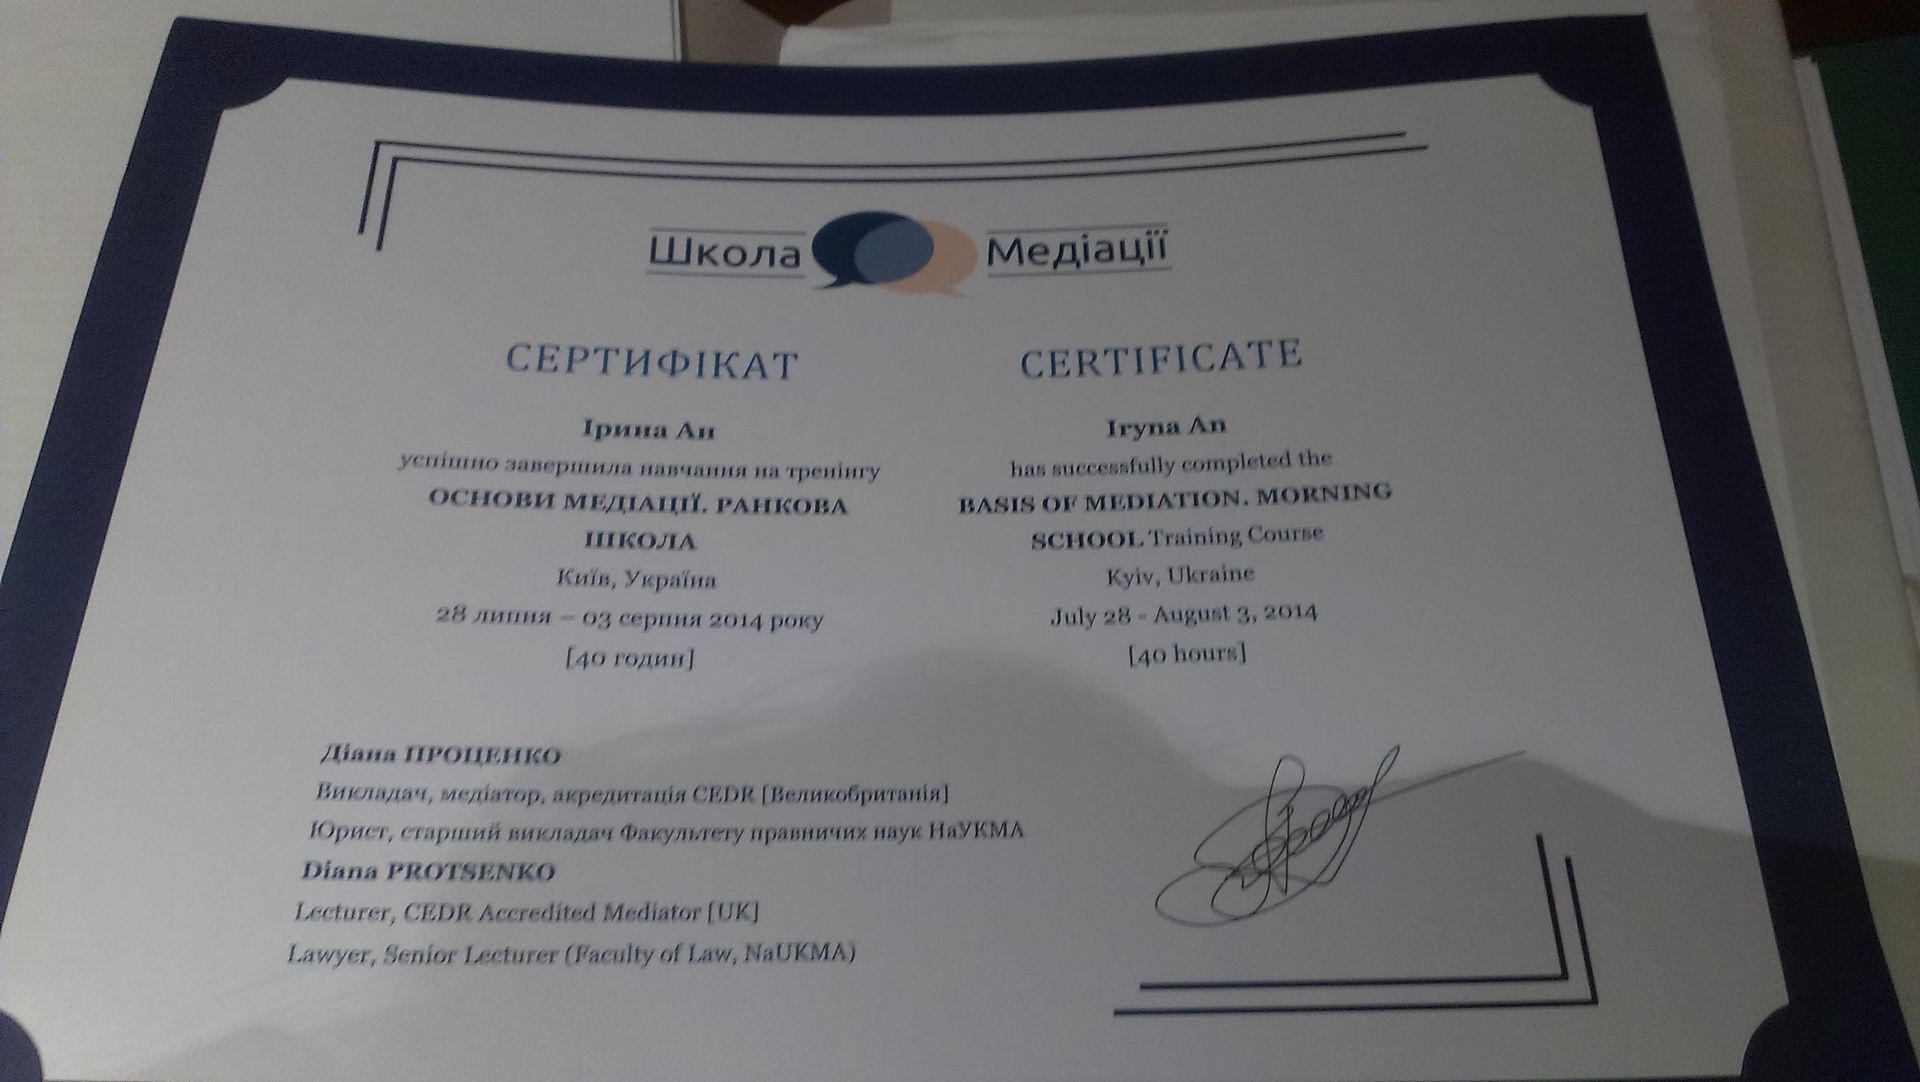 Школа Медіації
СЕРТИФІКАТ
Ірина Ан
успішно завершила навчання на тренінгу
ОСНОВИ МЕДІАЦІЇ. РАНКОВА
ШКОЛА
Київ, Україна
28 липня – 03 серпня 2014 року
[40 годин]
CERTIFICATE
Iryna An
has successfully completed the
BASIS OF MEDIATION. MORNING
SCHOOL Training Course
Kyiv, Ukraine
July 28 - August 3, 2014
[40 hours]
Діана ПРОЦЕНКО
Викладач, медіатор, акредитація CEDR [Великобританія]
Юрист, старший викладач Факультету правничих наук НаУКМА
Diana PROTSENKO
Lecturer, CEDR Accredited Mediator [UK]
Lawyer, Senior Lecturer (Faculty of Law, NaUKMA)